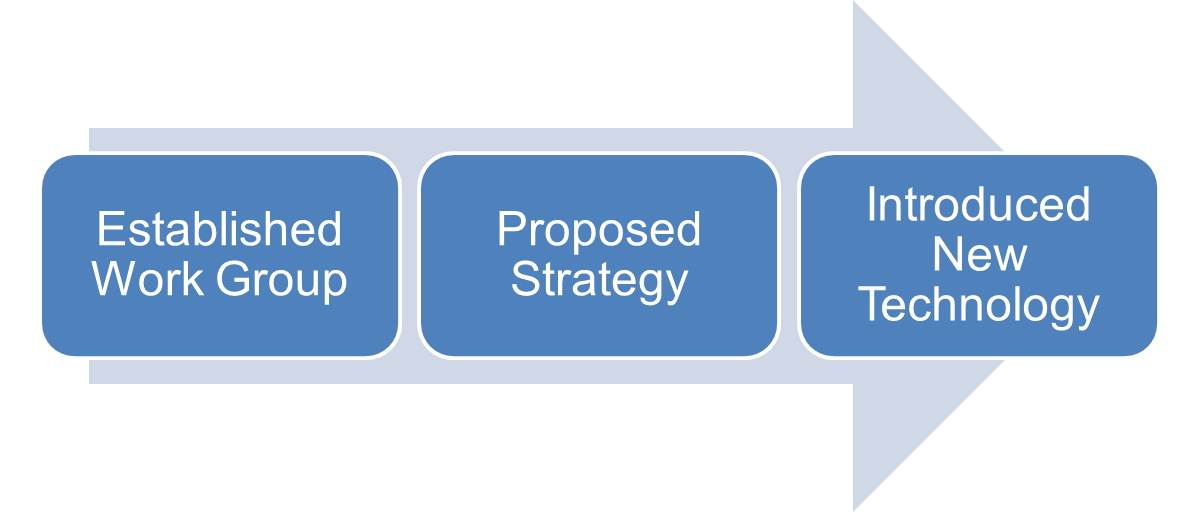 Established
Work Group
Proposed
Strategy
Introduced
New
Technology